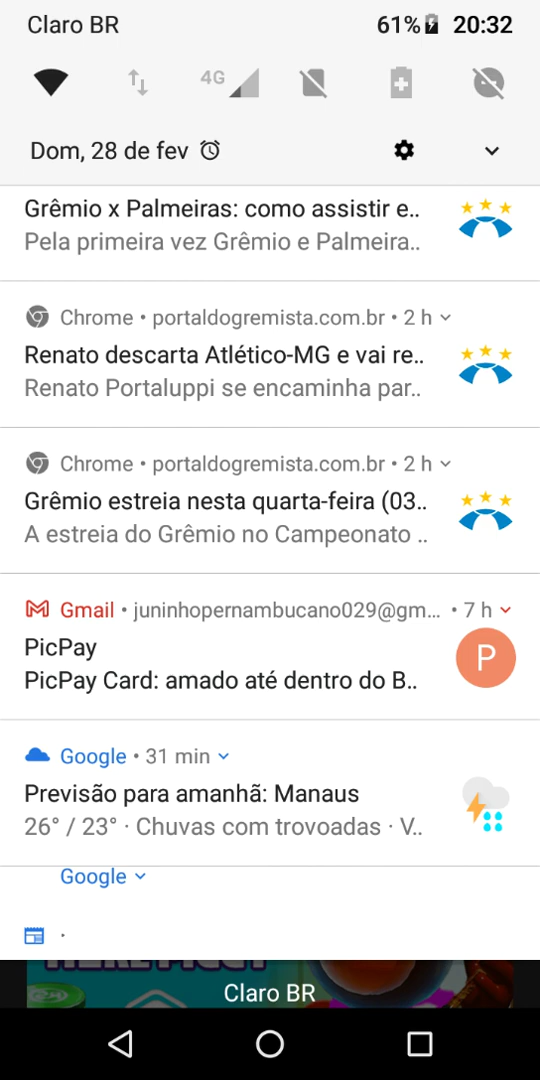 Claro BR 61% 20:32
4G
Dom, 28 de fev
Grêmio x Palmeiras: como assistir e..
Pela primeira vez Grêmio e Palmeira..
Chrome • portaldogremista.com.br • 2 h
Renato descarta Atlético-MG e vai re..
Renato Portaluppi se encaminha par..
Chrome • portaldogremista.com.br • 2 h
Grêmio estreia nesta quarta-feira (03..
A estreia do Grêmio no Campeonato ..
Gmail • juninhopernambucano029@gm... • 7 h
PicPay
P
PicPay Card: amado até dentro do B..
Google • 31 min
Previsão para amanhã: Manaus
26° / 23° · Chuvas com trovoadas · V..
Google
·
Claro BR